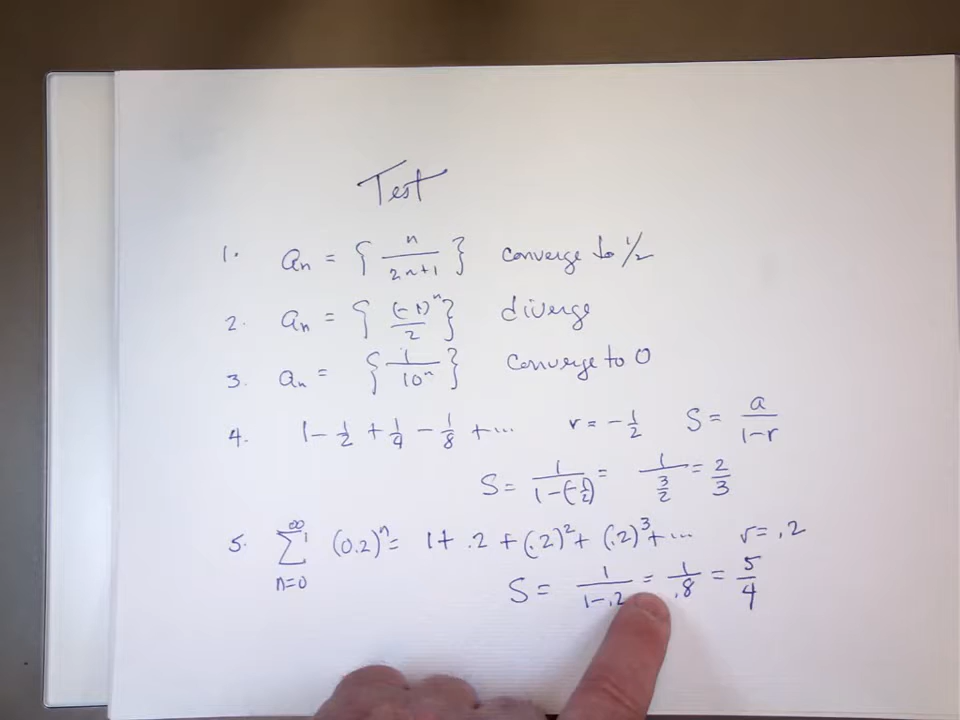 Test
1. aₙ = { n/(2n+1) } converge to 1/2
2. aₙ = { (-1)ⁿ/2 } diverge
3. aₙ = { 1/10ⁿ } converge to 0
4. 1 - 1/2 + 1/4 - 1/8 + ... r = -1/2 S = a/(1-r)
S = 1/(1-(-1/2)) = 1/(3/2) = 2/3
5. ∞Σn=0 (0.2)ⁿ = 1 + .2 + (.2)² + (.2)³ + ... r = .2
S = 1/(1-.2) = 1/.8 = 5/4